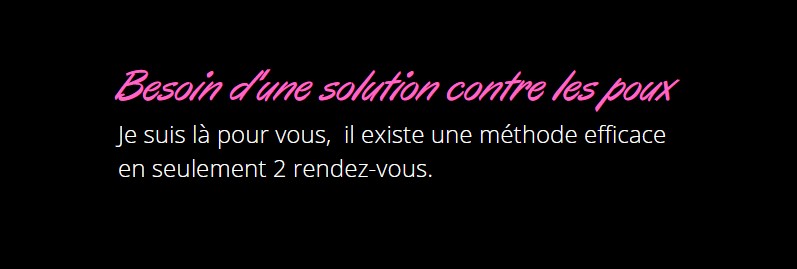 Besoin d'une solution contre les poux
Je suis là pour vous,  il existe une méthode efficace
en seulement 2 rendez-vous.